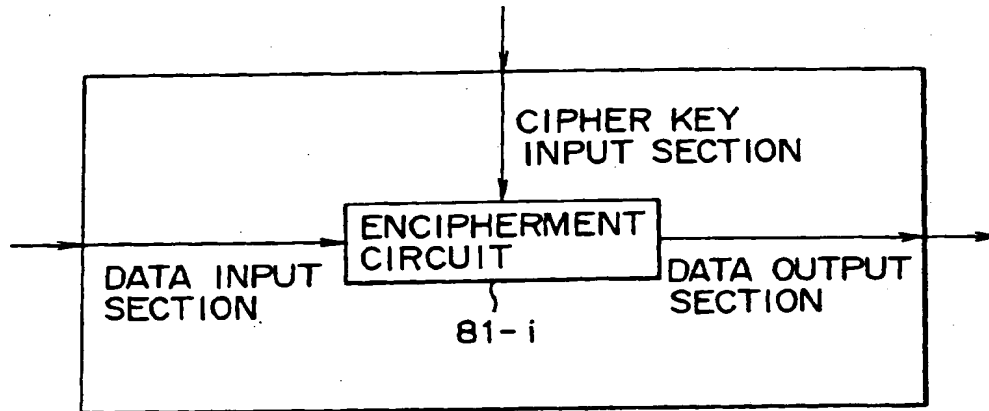 CIPHER KEY
INPUT SECTION
ENCIPHERMENT
CIRCUIT
DATA INPUT
SECTION
DATA OUTPUT
SECTION
81-i